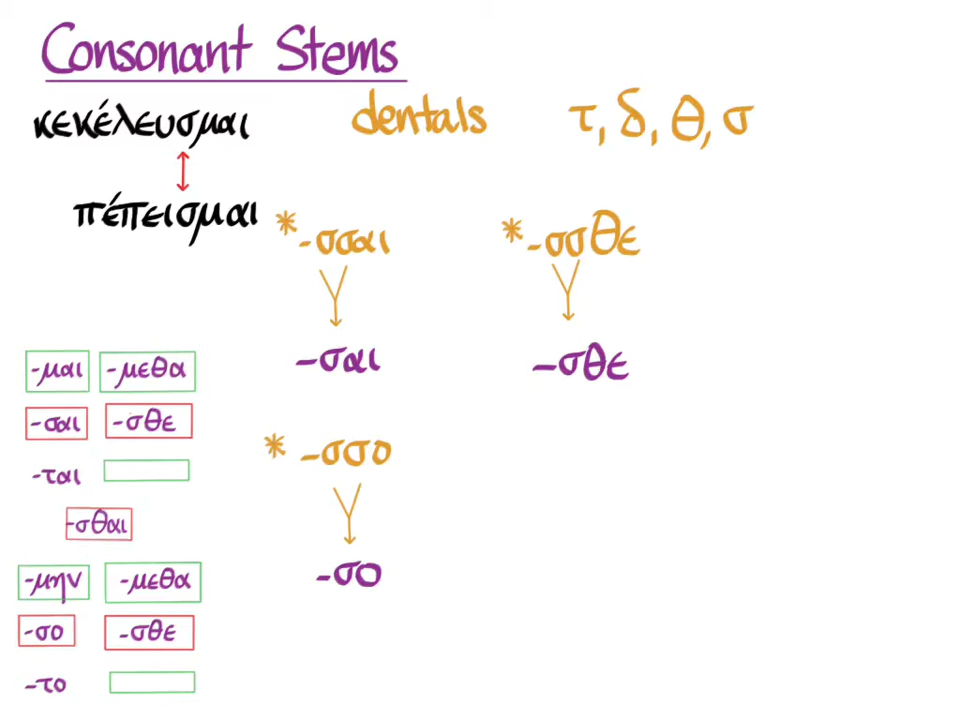 Consonant Stems
κεκέλευσμαι
dentals τ, δ, θ, σ
πέπεισμαι
*-σσαι *-σσθε
-σαι -σθε
-μαι -μεθα
-σαι -σθε
-ται
-σθαι
* -σσο
-σο
-μην -μεθα
-σο -σθε
-το